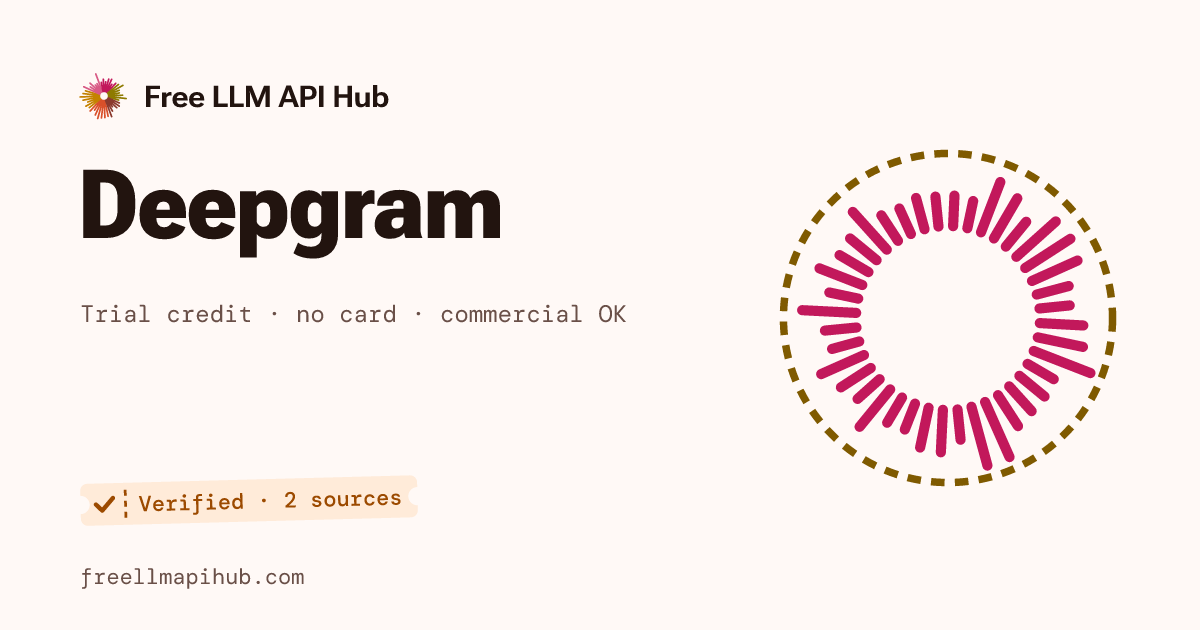 Free LLM API Hub
Deepgram
Trial credit · no card · commercial OK
Verified · 2 sources
freellmapihub.com